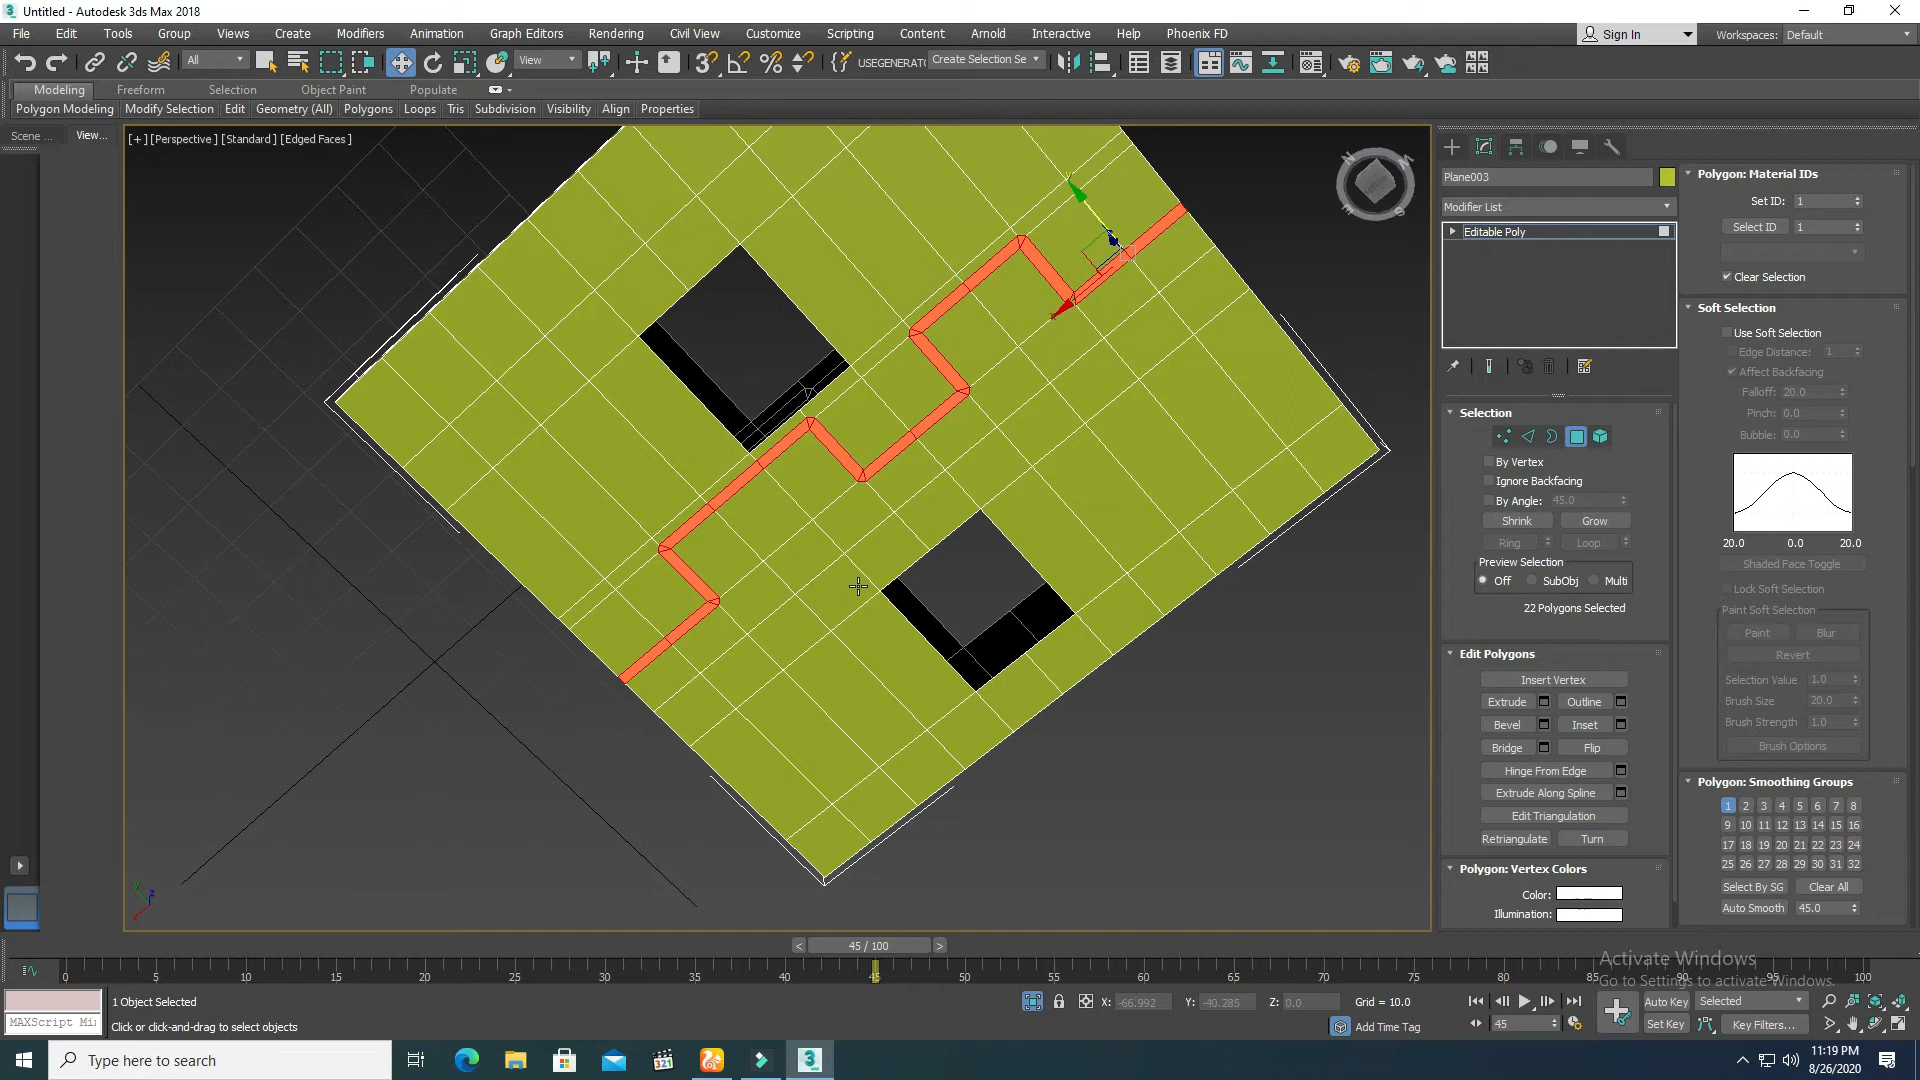 Untitled - Autodesk 3ds Max 2018
File Edit Tools Group Views Create Modifiers Animation Graph Editors Rendering Civil View Customize Scripting Content Arnold Interactive Help Phoenix FD
Sign In Workspaces: Default
All View USEGENERAT Create Selection Se
Modeling Freeform Selection Object Paint Populate
Polygon Modeling Modify Selection Edit Geometry (All) Polygons Loops Tris Subdivision Visibility Align Properties
Scene ... View...
[+] [Perspective] [Standard] [Edged Faces]
Plane003
Modifier List
Editable Poly
Selection
By Vertex
Ignore Backfacing
By Angle: 45.0
Shrink Grow
Ring Loop
Preview Selection
Off SubObj Multi
22 Polygons Selected
Edit Polygons
Insert Vertex
Extrude Outline
Bevel Inset
Bridge Flip
Hinge From Edge
Extrude Along Spline
Edit Triangulation
Retriangulate Turn
Polygon: Vertex Colors
Color:
Illumination:
Polygon: Material IDs
Set ID: 1
Select ID 1
Clear Selection
Soft Selection
Use Soft Selection
Edge Distance: 1
Affect Backfacing
Falloff: 20.0
Pinch: 0.0
Bubble: 0.0
20.0 0.0 20.0
Shaded Face Toggle
Lock Soft Selection
Paint Soft Selection
Paint Blur
Revert
Selection Value 1.0
Brush Size 20.0
Brush Strength 1.0
Brush Options
Polygon: Smoothing Groups
1 2 3 4 5 6 7 8
9 10 11 12 13 14 15 16
17 18 19 20 21 22 23 24
25 26 27 28 29 30 31 32
Select By SG Clear All
Auto Smooth 45.0
< 45 / 100 >
0 5 10 15 20 25 30 35 40 45 50 55 60 65 70 75 80 85 90 95 100
Activate Windows
Go to Settings to activate Windows.
1 Object Selected
X: -66.992 Y: -40.285 Z: 0.0 Grid = 10.0
Auto Key Selected
MAXScript Mi
Click or click-and-drag to select objects
Add Time Tag
45
Set Key Key Filters...
Type here to search
11:19 PM
8/26/2020